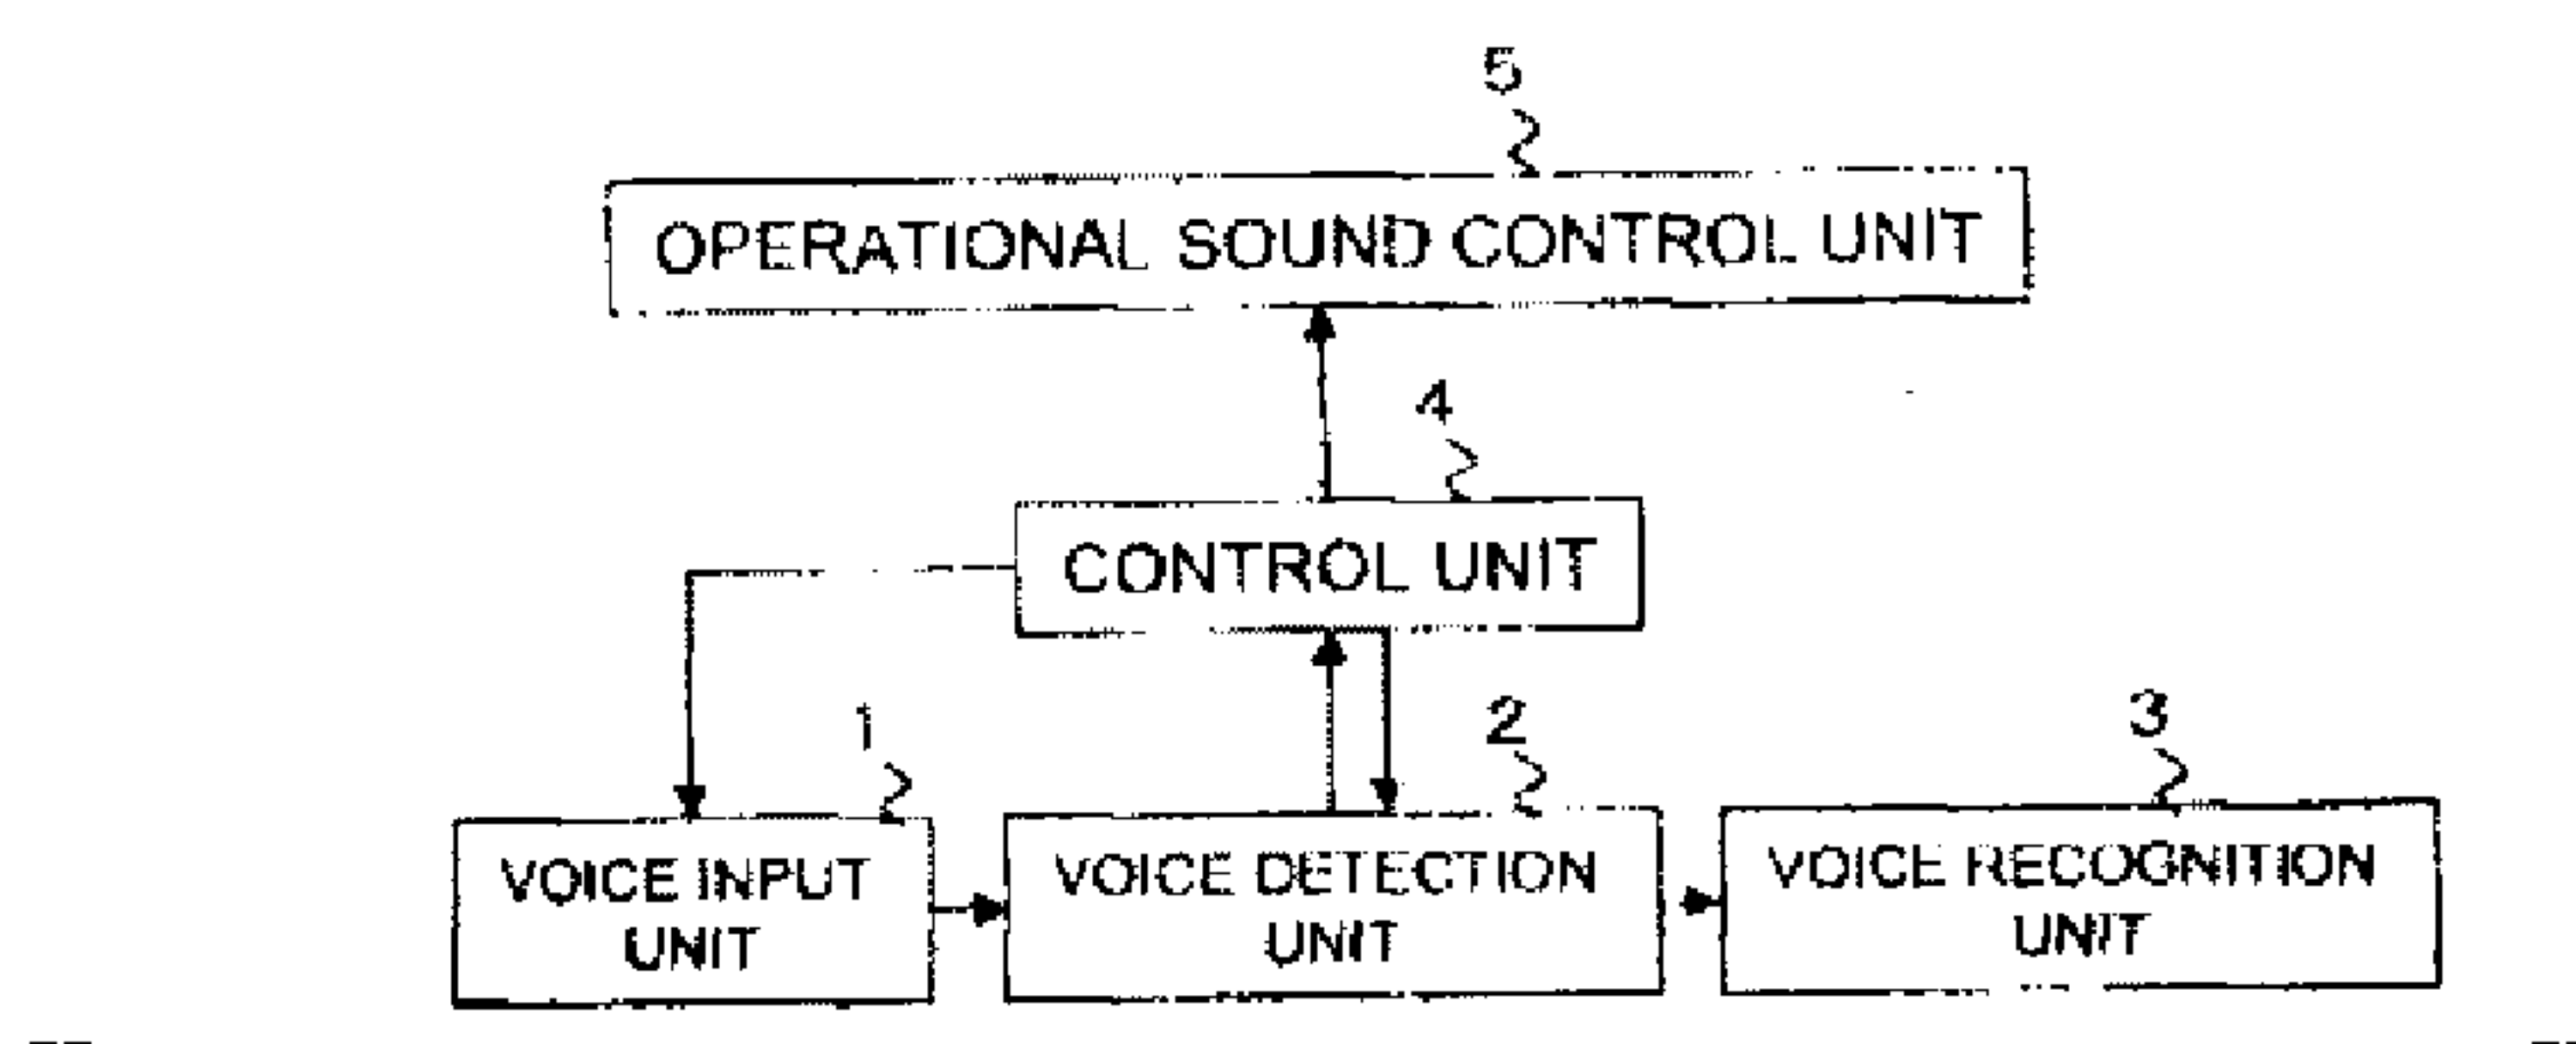 5
OPERATIONAL SOUND CONTROL UNIT
4
CONTROL UNIT
1
2
3
VOICE INPUT
UNIT
VOICE DETECTION
UNIT
VOICE RECOGNITION
UNIT